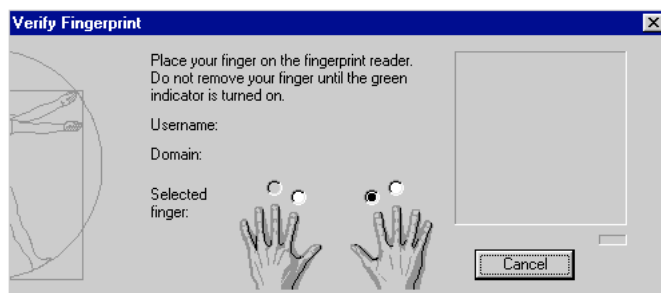 Verify Fingerprint
Place your finger on the fingerprint reader.
Do not remove your finger until the green
indicator is turned on.
Username:
Domain:
Selected
finger:
Cancel